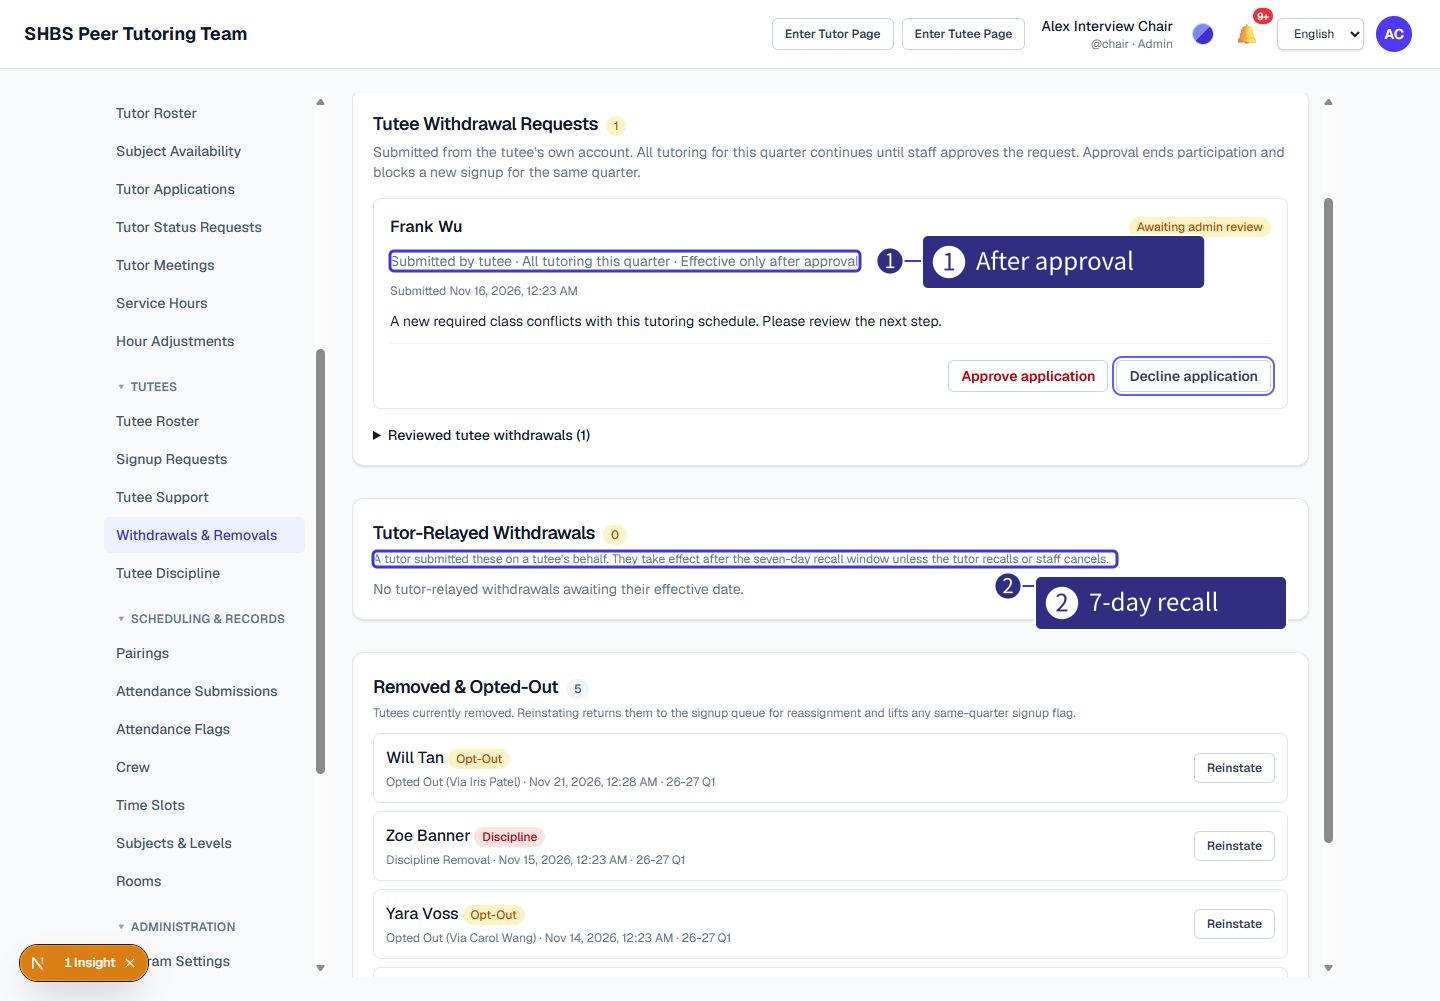 SHBS Peer Tutoring Team
Enter Tutor Page
Enter Tutee Page
Alex Interview Chair
@chair · Admin
9+
English
AC
Tutor Roster
Subject Availability
Tutor Applications
Tutor Status Requests
Tutor Meetings
Service Hours
Hour Adjustments
TUTEES
Tutee Roster
Signup Requests
Tutee Support
Withdrawals & Removals
Tutee Discipline
SCHEDULING & RECORDS
Pairings
Attendance Submissions
Attendance Flags
Crew
Time Slots
Subjects & Levels
Rooms
ADMINISTRATION
ram Settings
1 Insight
Tutee Withdrawal Requests 1
Submitted from the tutee's own account. All tutoring for this quarter continues until staff approves the request. Approval ends participation and
blocks a new signup for the same quarter.
Frank Wu
Awaiting admin review
Submitted by tutee · All tutoring this quarter · Effective only after approval
1
1 After approval
Submitted Nov 16, 2026, 12:23 AM
A new required class conflicts with this tutoring schedule. Please review the next step.
Approve application
Decline application
Reviewed tutee withdrawals (1)
Tutor-Relayed Withdrawals 0
A tutor submitted these on a tutee's behalf. They take effect after the seven-day recall window unless the tutor recalls or staff cancels.
No tutor-relayed withdrawals awaiting their effective date.
2
2 7-day recall
Removed & Opted-Out 5
Tutees currently removed. Reinstating returns them to the signup queue for reassignment and lifts any same-quarter signup flag.
Will Tan Opt-Out
Opted Out (Via Iris Patel) · Nov 21, 2026, 12:28 AM · 26-27 Q1
Reinstate
Zoe Banner Discipline
Discipline Removal · Nov 15, 2026, 12:23 AM · 26-27 Q1
Reinstate
Yara Voss Opt-Out
Opted Out (Via Carol Wang) · Nov 14, 2026, 12:23 AM · 26-27 Q1
Reinstate